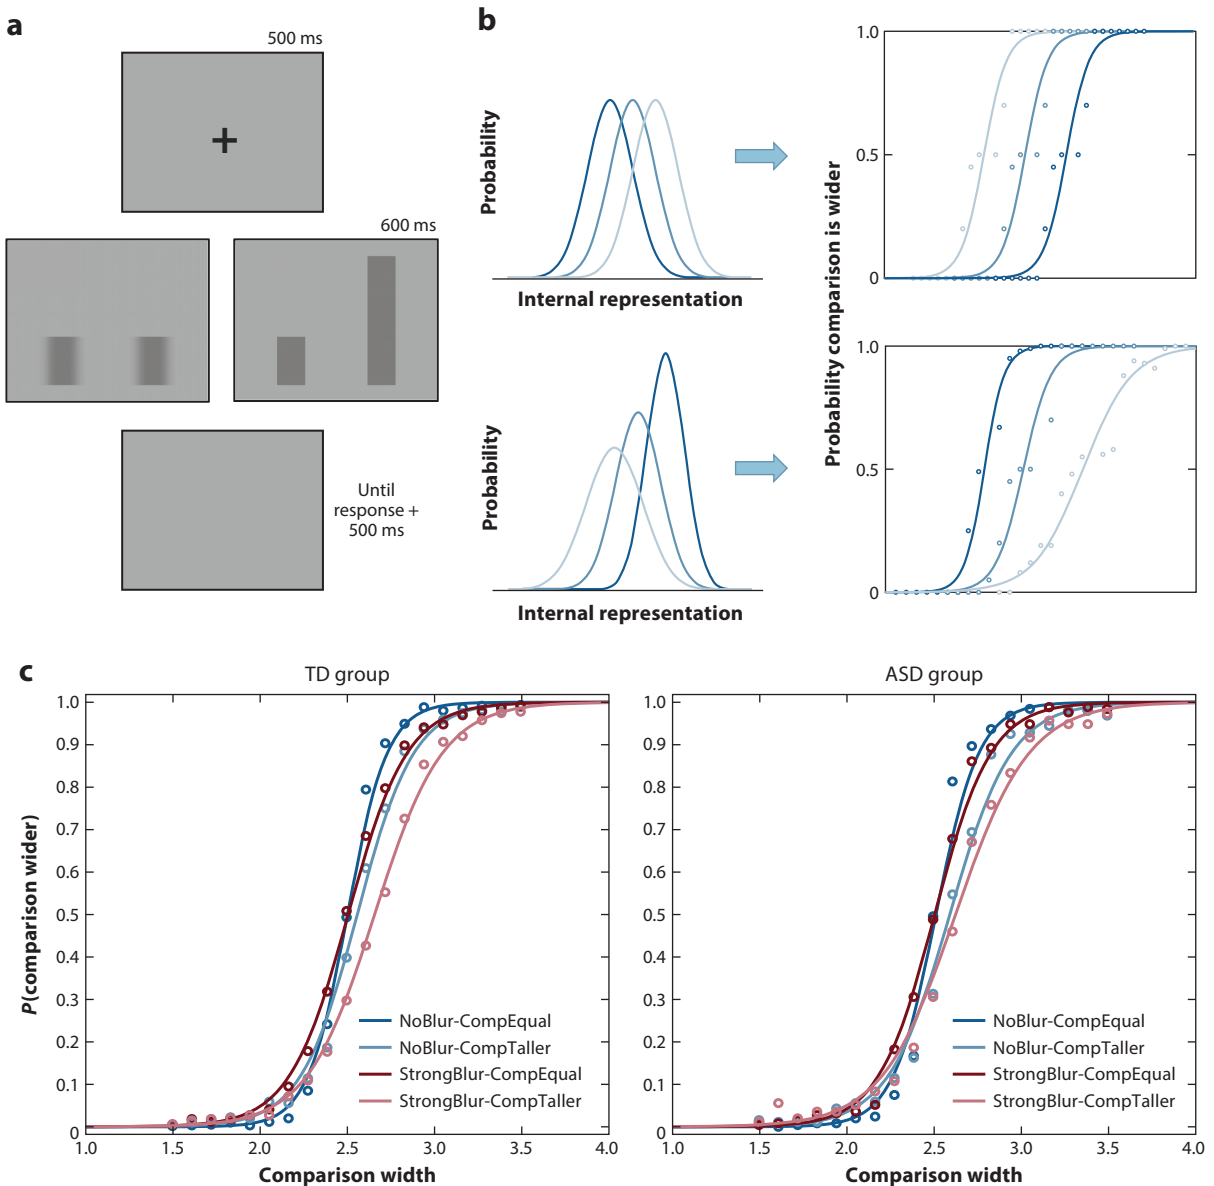 a
500 ms
+
600 ms
Until
response +
500 ms
b
Probability
Internal representation
Probability
Internal representation
Probability comparison is wider
1.0
0.5
0
1.0
0.5
0
c
TD group
P(comparison wider)
1.0
0.9
0.8
0.7
0.6
0.5
0.4
0.3
0.2
0.1
0
1.0
1.5
2.0
2.5
3.0
3.5
4.0
NoBlur-CompEqual
NoBlur-CompTaller
StrongBlur-CompEqual
StrongBlur-CompTaller
Comparison width
ASD group
1.0
0.9
0.8
0.7
0.6
0.5
0.4
0.3
0.2
0.1
0
1.0
1.5
2.0
2.5
3.0
3.5
4.0
NoBlur-CompEqual
NoBlur-CompTaller
StrongBlur-CompEqual
StrongBlur-CompTaller
Comparison width